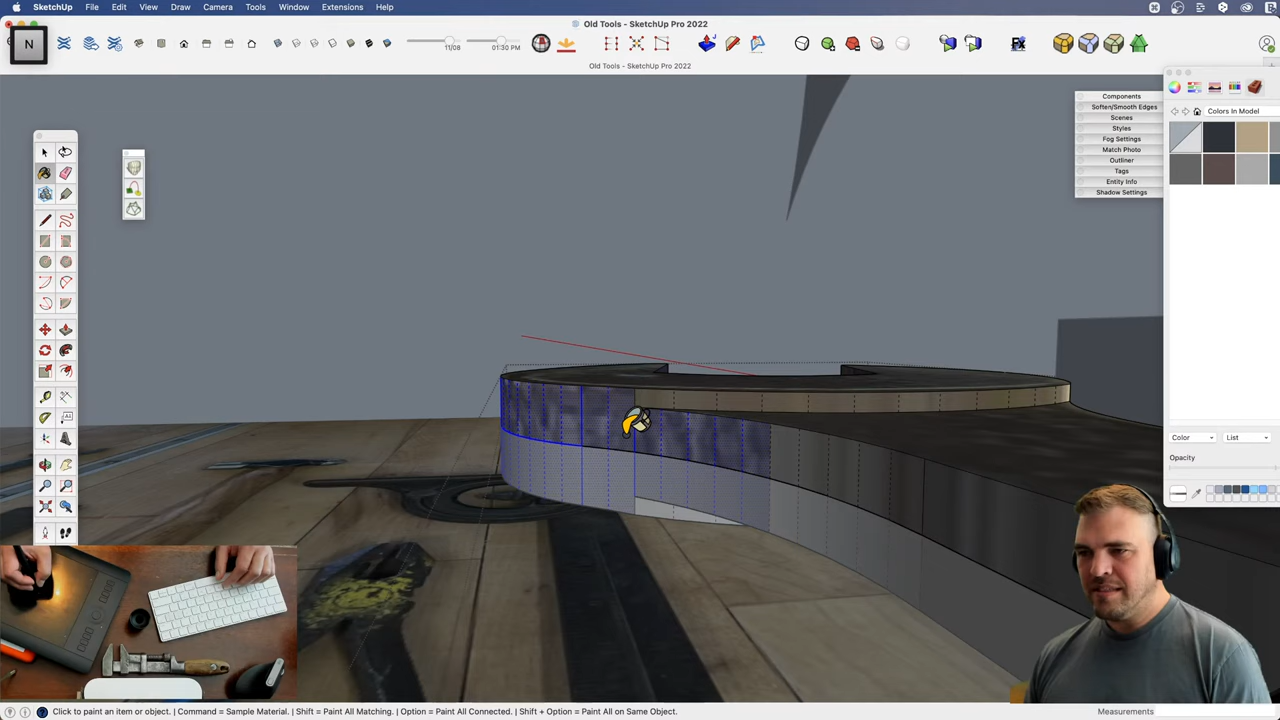 SketchUp File Edit View Camera Draw Tools Window Extensions Help
N
Old Tools - SketchUp Pro 2022
11/08
01:30 PM
Old Tools - SketchUp Pro 2022
Components
Soften/Smooth Edges
Scenes
Styles
Fog Settings
Match Photo
Outliner
Tags
Entity Info
Shadow Settings
Colors In Model
Color
List
Opacity
Click to paint an item or object. | Command = Sample Material. | Shift = Paint All Matching. | Option = Paint All Connected. | Shift + Option = Paint All on Same Object.
Measurements